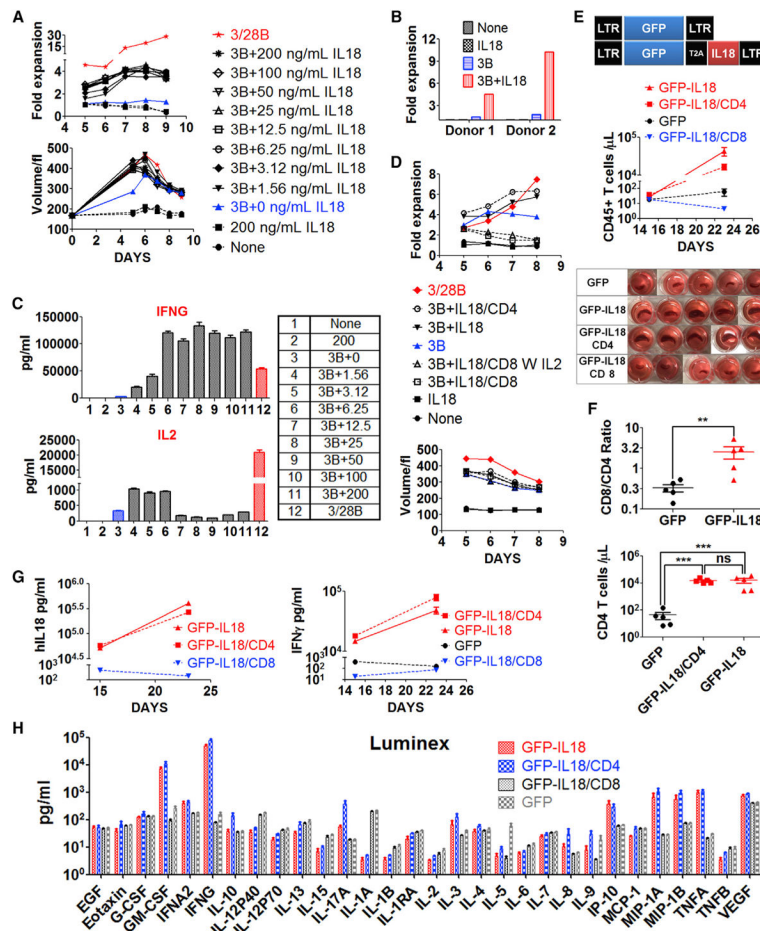 A
Fold expansion
30
15
4
2
0
4 5 6 7 8 9 10
Volume/fl
500
400
300
200
100
0 2 4 6 8 10
DAYS
3/28B
3B+200 ng/mL IL18
3B+100 ng/mL IL18
3B+50 ng/mL IL18
3B+25 ng/mL IL18
3B+12.5 ng/mL IL18
3B+6.25 ng/mL IL18
3B+3.12 ng/mL IL18
3B+1.56 ng/mL IL18
3B+0 ng/mL IL18
200 ng/mL IL18
None
B
Fold expansion
12
9
6
3
Donor 1 Donor 2
None
IL18
3B
3B+IL18
C
IFNG
pg/ml
150000
100000
50000
0
1 2 3 4 5 6 7 8 9 10 11 12
IL2
pg/ml
25000
20000
15000
1000
500
0
1 2 3 4 5 6 7 8 9 10 11 12
1 None
2 200
3 3B+0
4 3B+1.56
5 3B+3.12
6 3B+6.25
7 3B+12.5
8 3B+25
9 3B+50
10 3B+100
11 3B+200
12 3/28B
D
Fold expansion
8
6
4
2
0
4 5 6 7 8
3/28B
3B+IL18/CD4
3B+IL18
3B
3B+IL18/CD8 W IL2
3B+IL18/CD8
IL18
None
Volume/fl
500
400
300
200
100
0
4 5 6 7 8
DAYS
E
LTR GFP LTR
LTR GFP T2A IL18 LTR
GFP-IL18
GFP-IL18/CD4
GFP
GFP-IL18/CD8
CD45+ T cells /µL
10⁵
10⁴
10²
10¹
10⁰
14 16 18 20 22 24 26
DAYS
GFP
GFP-IL18
GFP-IL18
CD4
GFP-IL18
CD 8
F
CD8/CD4 Ratio
3.2
1.0
0.3
0.1
**
GFP GFP-IL18
CD4 T cells /µL
10⁶
10⁴
10²
10⁰
***
*** ns
GFP
GFP-IL18/CD4
GFP-IL18
G
hIL18 pg/ml
10⁶·⁰
10⁵·⁵
10⁵·⁰
10⁴·⁵
10³
10²
15 20 25
DAYS
GFP-IL18
GFP-IL18/CD4
GFP-IL18/CD8
IFNγ pg/ml
10⁵
10⁴
10³
10²
10¹
14 16 18 20 22 24 26
DAYS
GFP-IL18/CD4
GFP-IL18
GFP
GFP-IL18/CD8
H
Luminex
pg/ml
10⁵
10⁴
10³
10²
10¹
10⁰
GFP-IL18
GFP-IL18/CD4
GFP-IL18/CD8
GFP
EGF
Eotaxin
G-CSF
GM-CSF
IFNA2
IFNG
IL-10
IL-12P40
IL-12P70
IL-13
IL-15
IL-17A
IL-1A
IL-1B
IL-1RA
IL-2
IL-3
IL-4
IL-5
IL-6
IL-7
IL-8
IL-9
IP-10
MCP-1
MIP-1A
MIP-1B
TNFA
TNFB
VEGF